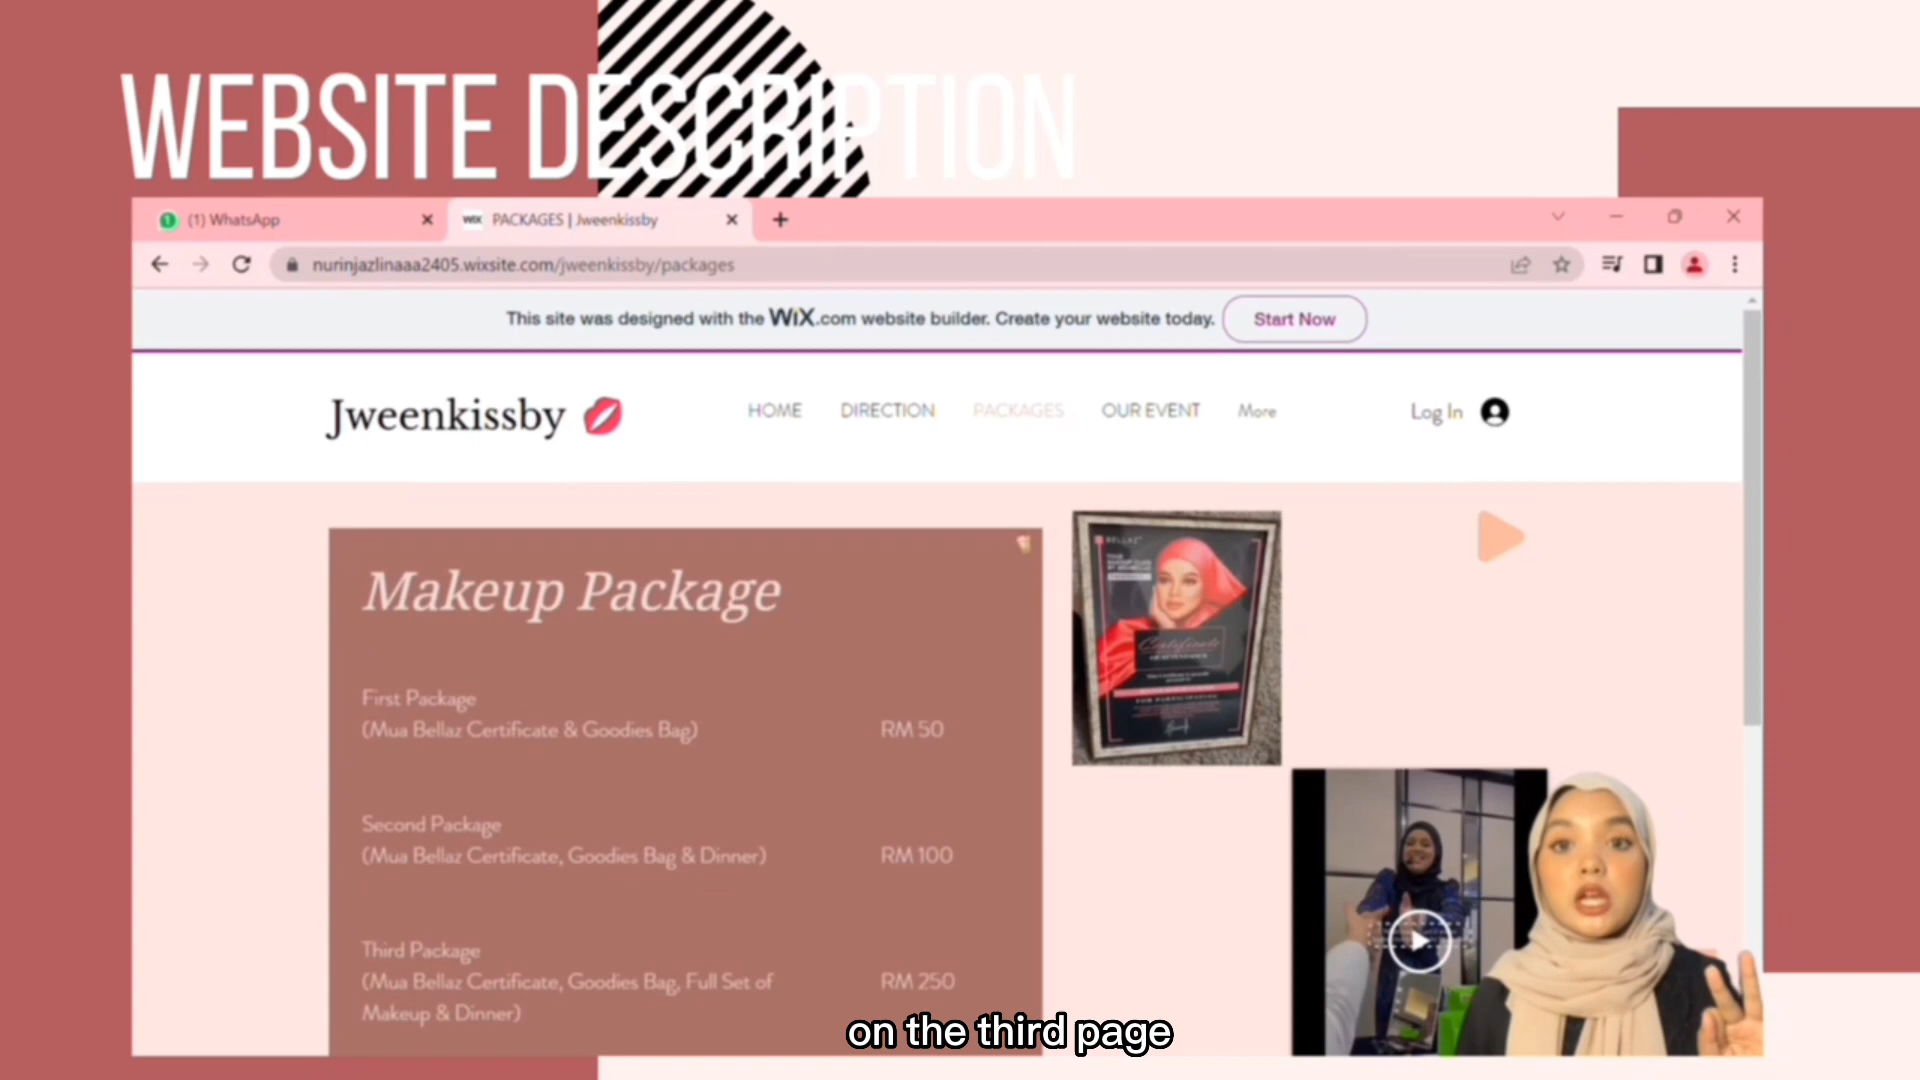 WEBSITE DESCRIPTION
(1) WhatsApp
WIX PACKAGES | Jweenkissby
nurinjazlinaaa2405.wixsite.com/jweenkissby/packages
This site was designed with the WiX.com website builder. Create your website today. Start Now
Jweenkissby HOME DIRECTION PACKAGES OUR EVENT More Log In
Makeup Package
First Package
(Mua Bellaz Certificate & Goodies Bag) RM 50
Second Package
(Mua Bellaz Certificate, Goodies Bag & Dinner) RM 100
Third Package
(Mua Bellaz Certificate, Goodies Bag, Full Set of RM 250
Makeup & Dinner)
BELLAZ
Certificate
on the third page